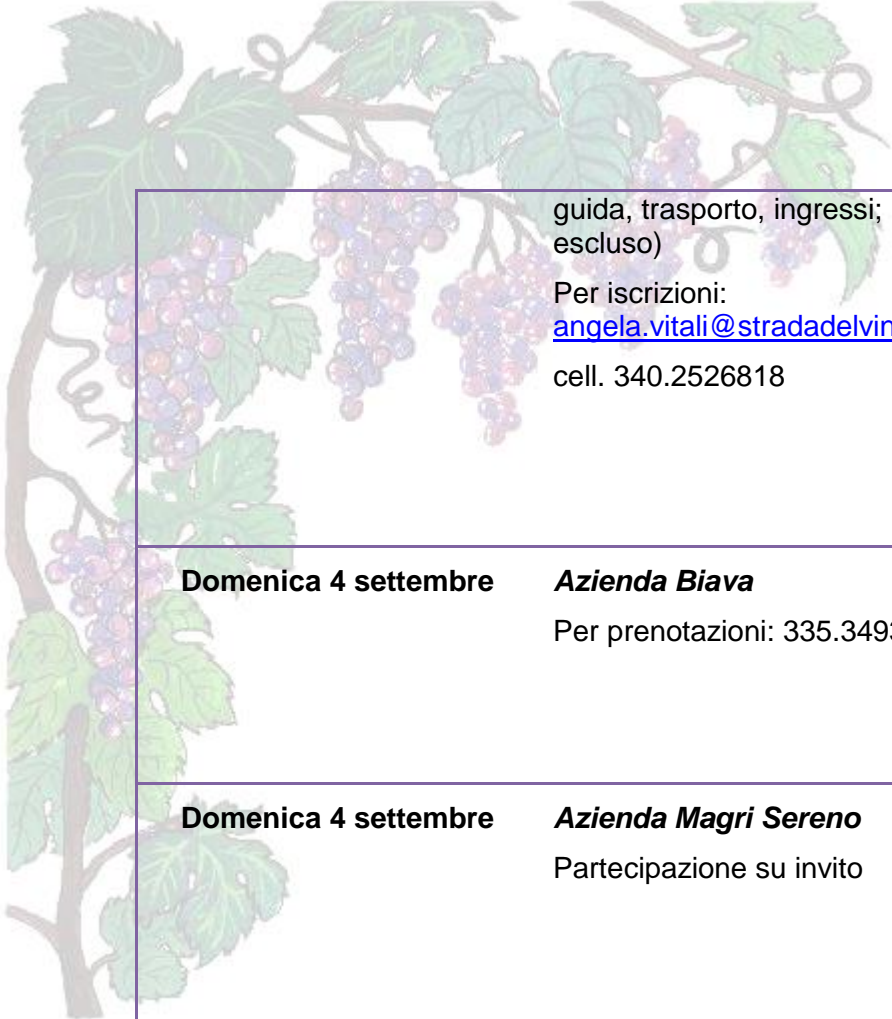 guida, trasporto, ingressi;
escluso)
Per iscrizioni:
angela.vitali@stradadelvin
cell. 340.2526818
Domenica 4 settembre Azienda Biava
Per prenotazioni: 335.349
Domenica 4 settembre Azienda Magri Sereno
Partecipazione su invito